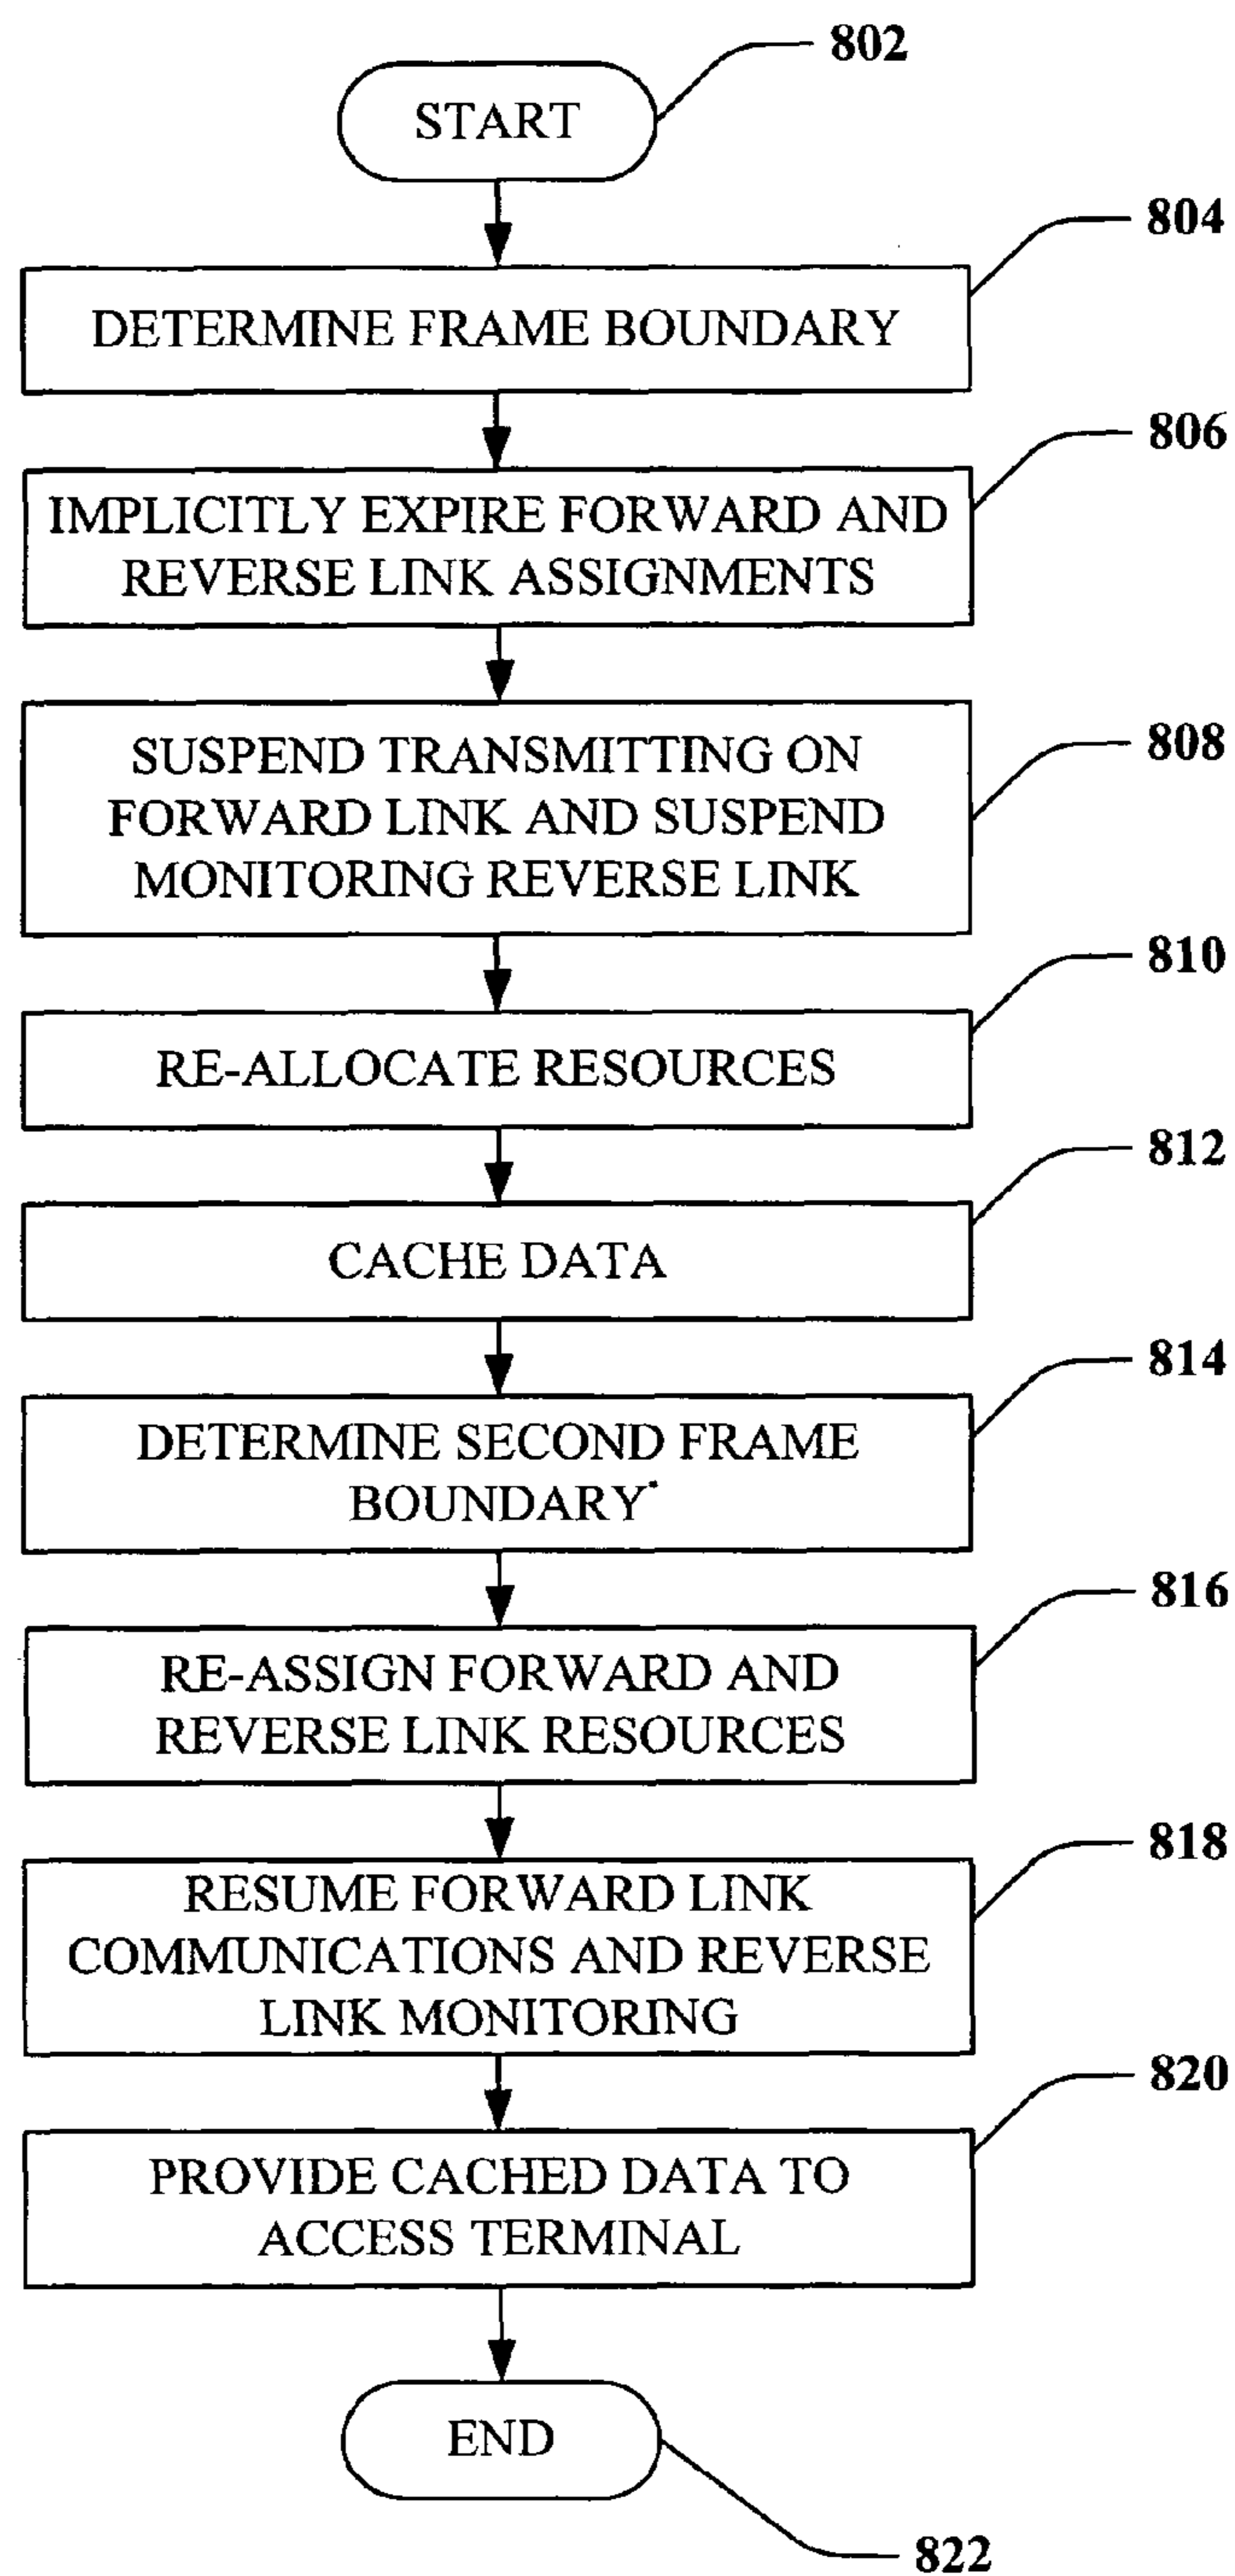 802
START
804
DETERMINE FRAME BOUNDARY
806
IMPLICITLY EXPIRE FORWARD AND
REVERSE LINK ASSIGNMENTS
808
SUSPEND TRANSMITTING ON
FORWARD LINK AND SUSPEND
MONITORING REVERSE LINK
810
RE-ALLOCATE RESOURCES
812
CACHE DATA
814
DETERMINE SECOND FRAME
BOUNDARY
816
RE-ASSIGN FORWARD AND
REVERSE LINK RESOURCES
818
RESUME FORWARD LINK
COMMUNICATIONS AND REVERSE
LINK MONITORING
820
PROVIDE CACHED DATA TO
ACCESS TERMINAL
END
822